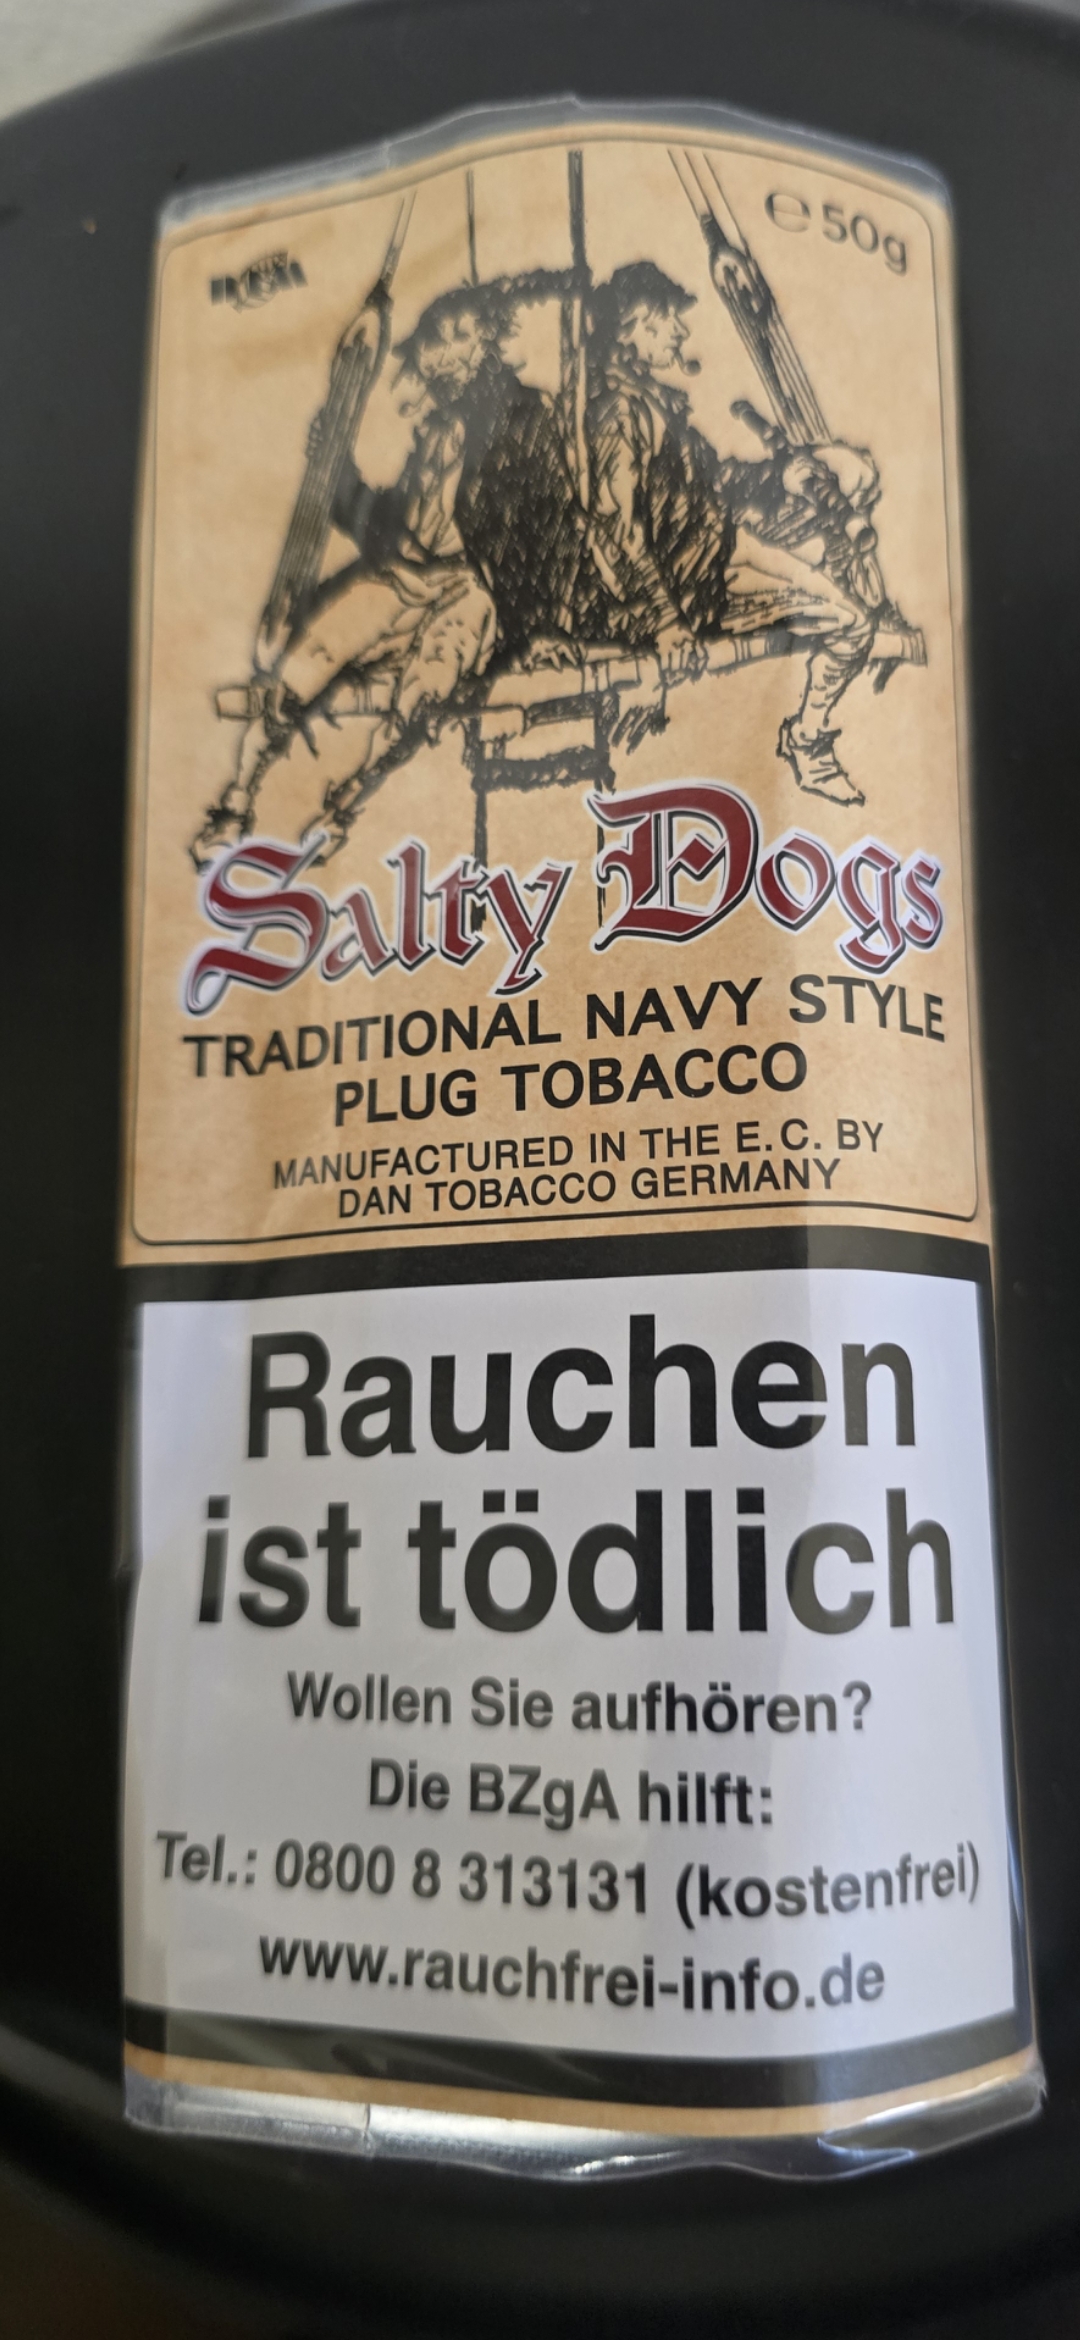 ℮ 50g
Salty Dogs
TRADITIONAL NAVY STYLE
PLUG TOBACCO
MANUFACTURED IN THE E.C. BY
DAN TOBACCO GERMANY
Rauchen
ist tödlich
Wollen Sie aufhören?
Die BZgA hilft:
Tel.: 0800 8 313131 (kostenfrei)
www.rauchfrei-info.de